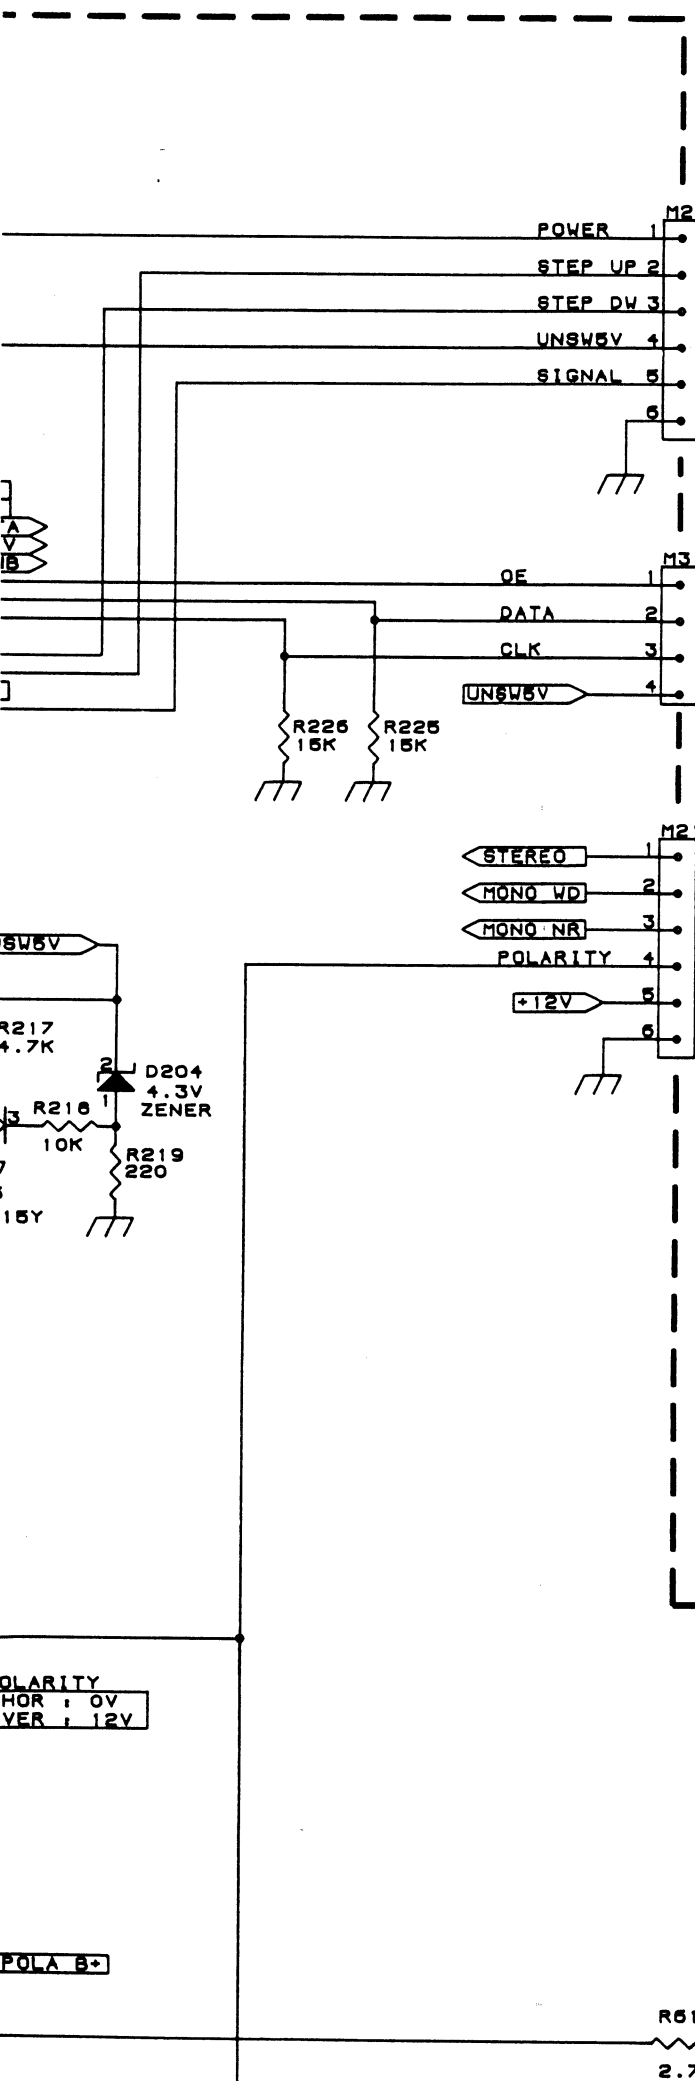 M2
POWER 1
STEP UP 2
STEP DW 3
UNSW5V 4
SIGNAL 5
6
A
V
IB
M3
OE 1
DATA 2
CLK 3
UNSW5V 4
R226
15K
R225
15K
M2
STEREO 1
MONO WD 2
MONO NR 3
POLARITY 4
+12V 5
6
SW5V
R217
4.7K
2
D204
4.3V
ZENER
1
3
R218
10K
R219
220
15Y
OLARITY
HOR : 0V
VER : 12V
POLA B+
R61
2.7